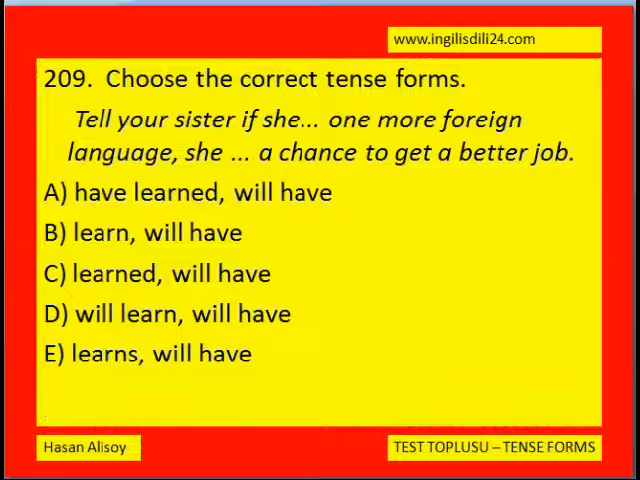 www.ingilisdili24.com
209. Choose the correct tense forms.
Tell your sister if she... one more foreign
language, she ... a chance to get a better job.
A) have learned, will have
B) learn, will have
C) learned, will have
D) will learn, will have
E) learns, will have
Hasan Alisoy
TEST TOPLUSU – TENSE FORMS